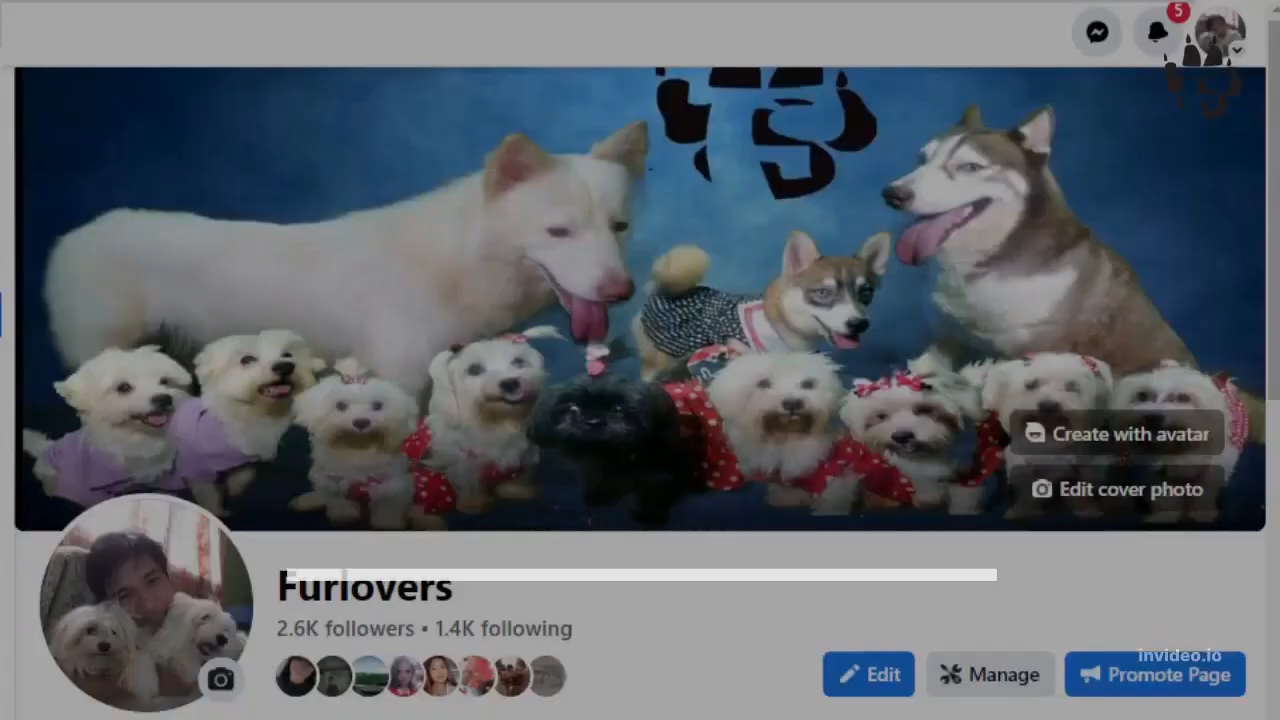 5
Create with avatar
Edit cover photo
Furlovers
2.6K followers • 1.4K following
Edit
Manage
invideo.io
Promote Page